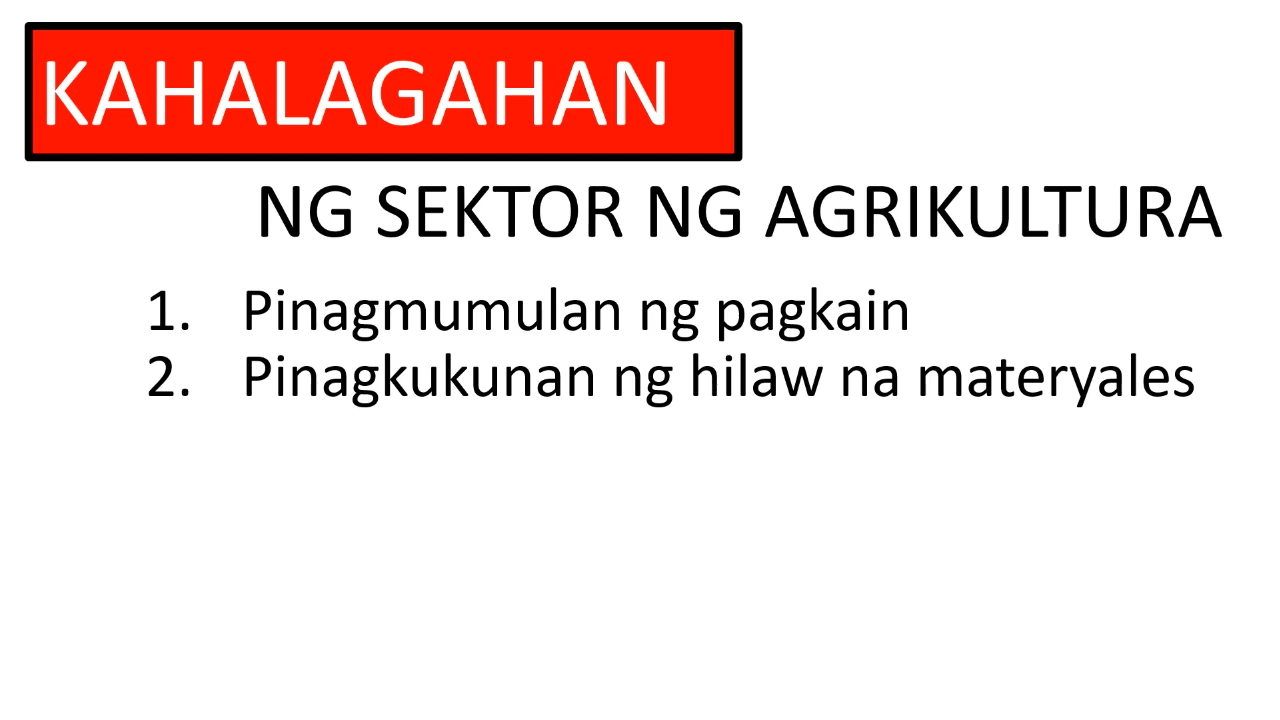 KAHALAGAHAN
NG SEKTOR NG AGRIKULTURA
1. Pinagmumulan ng pagkain
2. Pinagkukunan ng hilaw na materyales